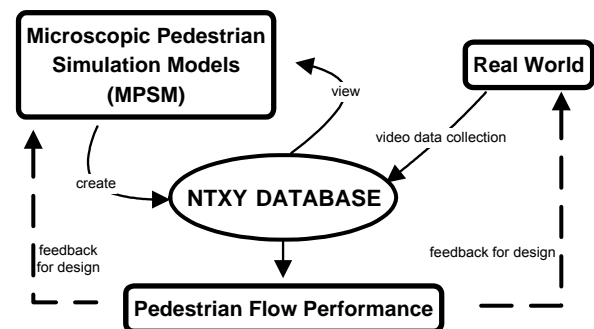 Microscopic Pedestrian
Simulation Models
(MPSM)
Real World
view
video data collection
create
NTXY DATABASE
feedback
for design
feedback for design
Pedestrian Flow Performance